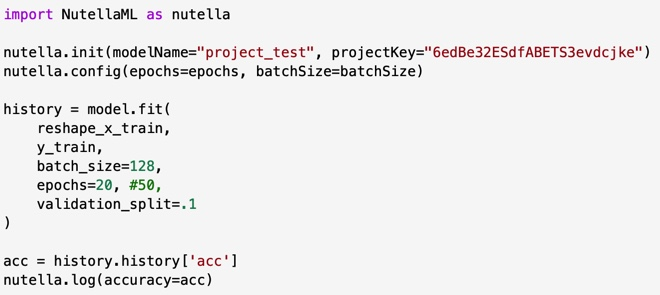 import NutellaML as nutella
nutella.init(modelName="project_test", projectKey="6edBe32ESdfABETS3evdcjke")
nutella.config(epochs=epochs, batchSize=batchSize)
history = model.fit(
reshape_x_train,
y_train,
batch_size=128,
epochs=20, #50,
validation_split=.1
)
acc = history.history['acc']
nutella.log(accuracy=acc)